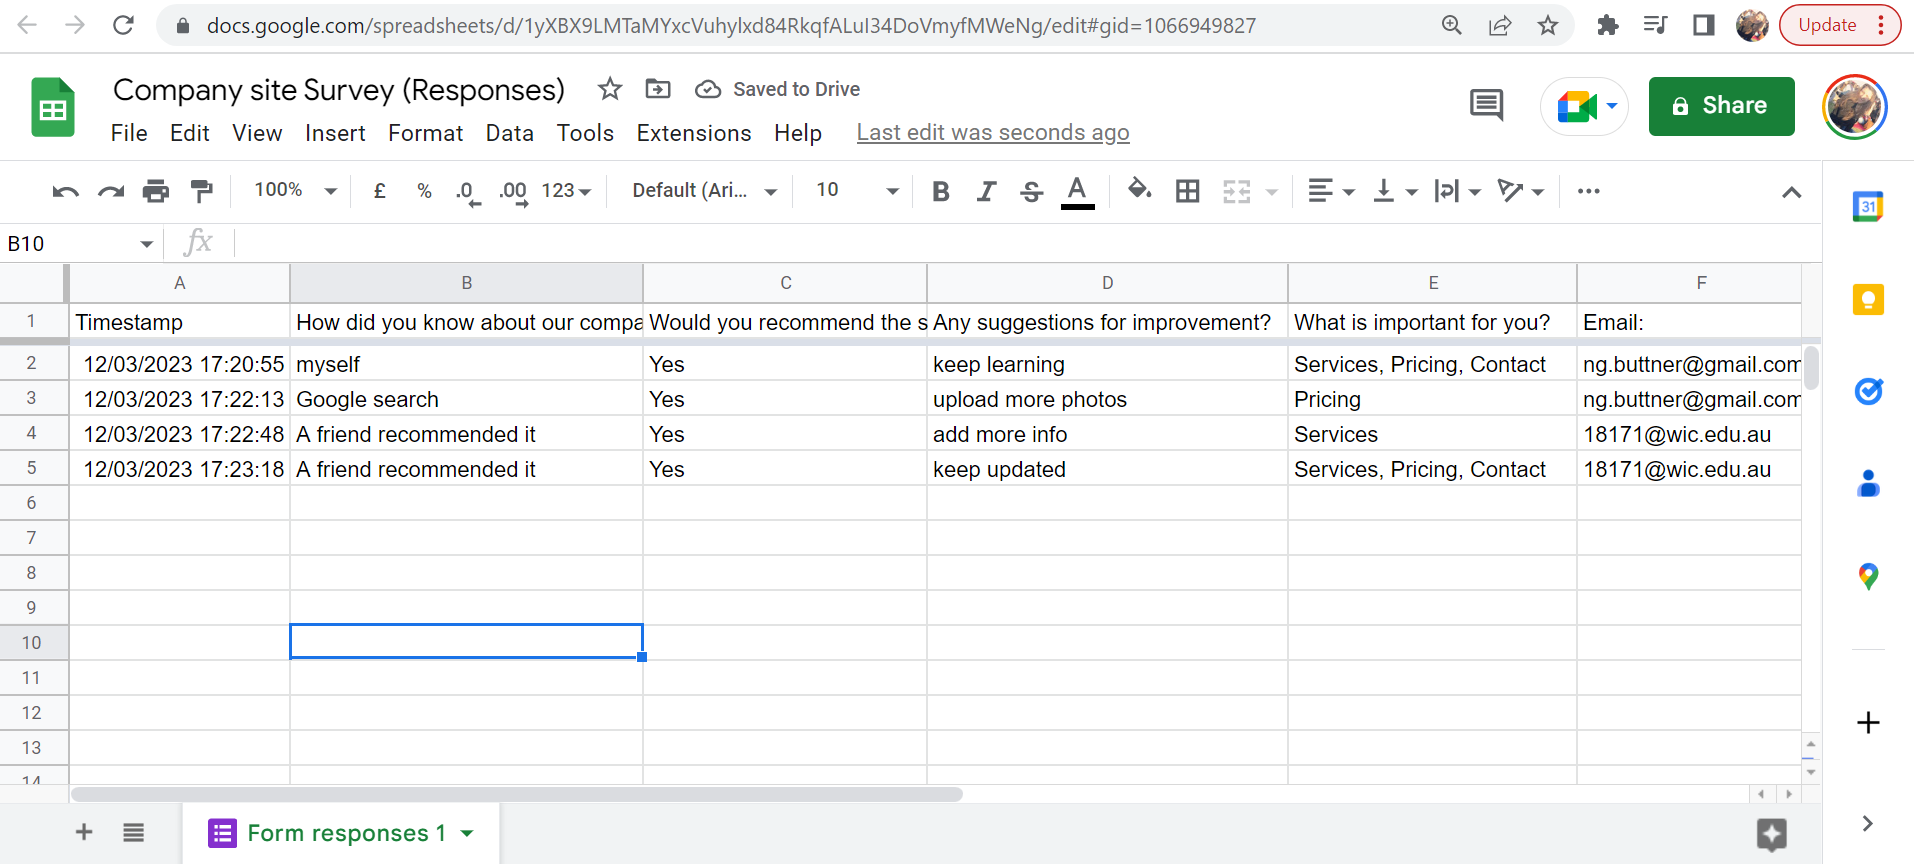 docs.google.com/spreadsheets/d/1yXBX9LMTaMYxcVuhylxd84RkqfALuI34DoVmyfMWeNg/edit#gid=1066949827
Update
Company site Survey (Responses)
Saved to Drive
File Edit View Insert Format Data Tools Extensions Help Last edit was seconds ago
Share
100% £ % .0 .00 123 Default (Ari... 10 B I S A
31
B10 fx
A B C D E F
1 Timestamp How did you know about our compa Would you recommend the s Any suggestions for improvement? What is important for you? Email:
2 12/03/2023 17:20:55 myself Yes keep learning Services, Pricing, Contact ng.buttner@gmail.com
3 12/03/2023 17:22:13 Google search Yes upload more photos Pricing ng.buttner@gmail.com
4 12/03/2023 17:22:48 A friend recommended it Yes add more info Services 18171@wic.edu.au
5 12/03/2023 17:23:18 A friend recommended it Yes keep updated Services, Pricing, Contact 18171@wic.edu.au
6
7
8
9
10
11
12
13
14
Form responses 1